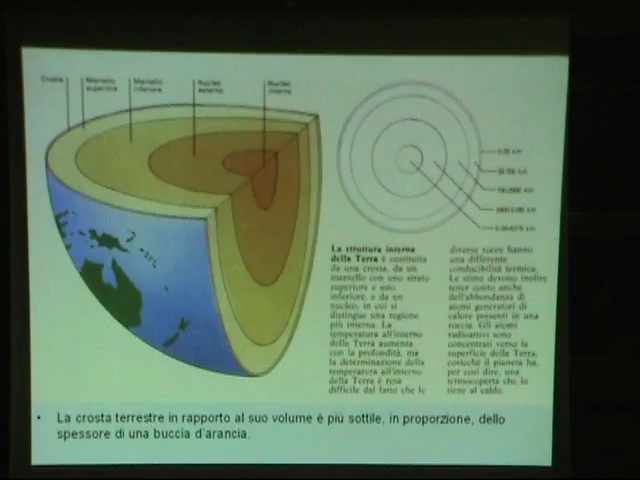 Crosta
Mantello
superiore
Mantello
inferiore
Nucleo
esterno
Nucleo
interno
La struttura interna
della Terra è costituita
da una crosta, da un
mantello con uno strato
superiore e uno
inferiore, e da un
nucleo, in cui si
distingue una regione
più interna. La
temperatura all'interno
della Terra aumenta
con la profondità, ma
la determinazione della
temperatura all'interno
della Terra è resa
difficile dal fatto che le
diverse rocce hanno
una differente
conducibilità termica.
Le stime devono inoltre
tener conto anche
dell'abbondanza di
atomi generatori di
calore presenti in una
roccia. Gli atomi
radioattivi sono
concentrati verso la
superficie della Terra,
cosicché il pianeta ha,
per così dire, una
termocoperta che lo
tiene al caldo.
• La crosta terrestre in rapporto al suo volume è più sottile, in proporzione, dello
spessore di una buccia d'arancia.